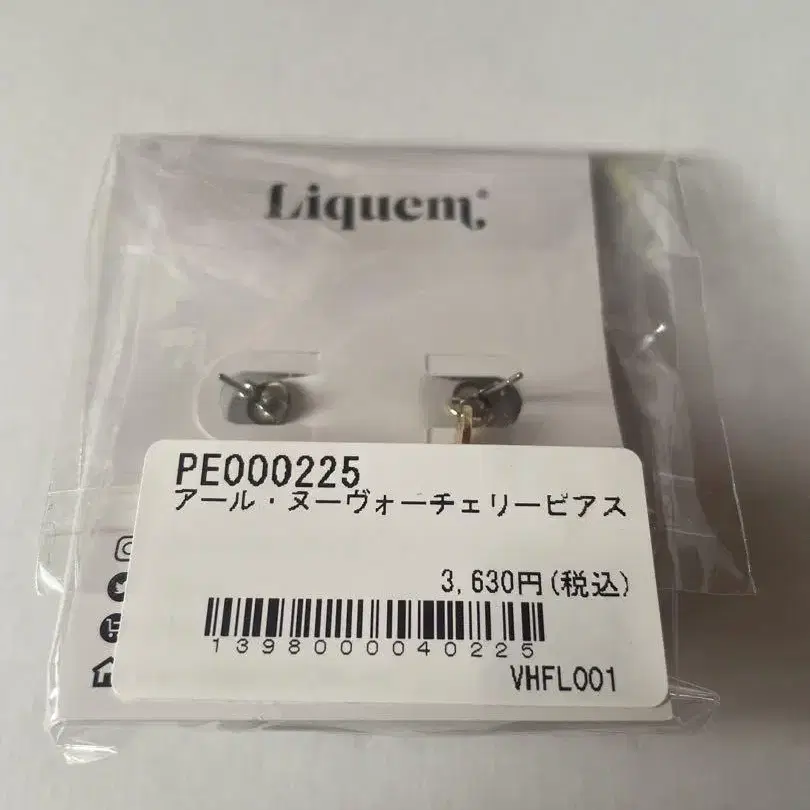 Liquem
PE000225
アール・ヌーヴォーチェリーピアス
3,630円(税込)
1398000040225
VHFL001